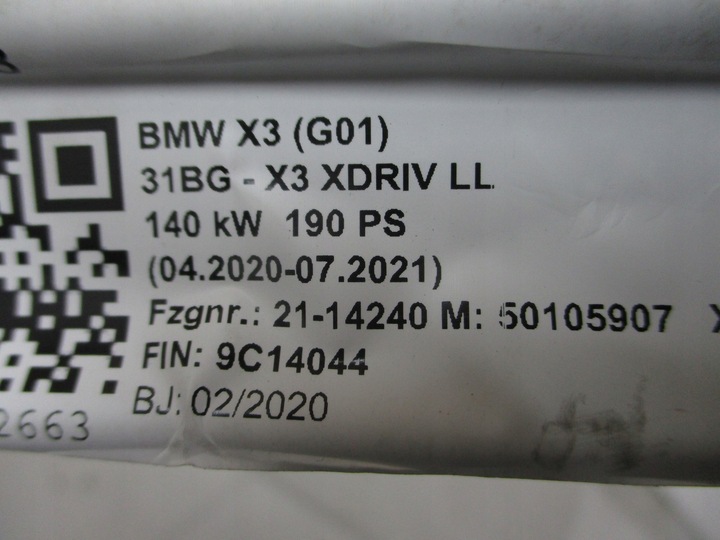 BMW X3 (G01)
31BG - X3 XDRIV LL
140 kW 190 PS
(04.2020-07.2021)
Fzgnr.: 21-14240 M: 50105907
FIN: 9C14044
BJ: 02/2020
2663